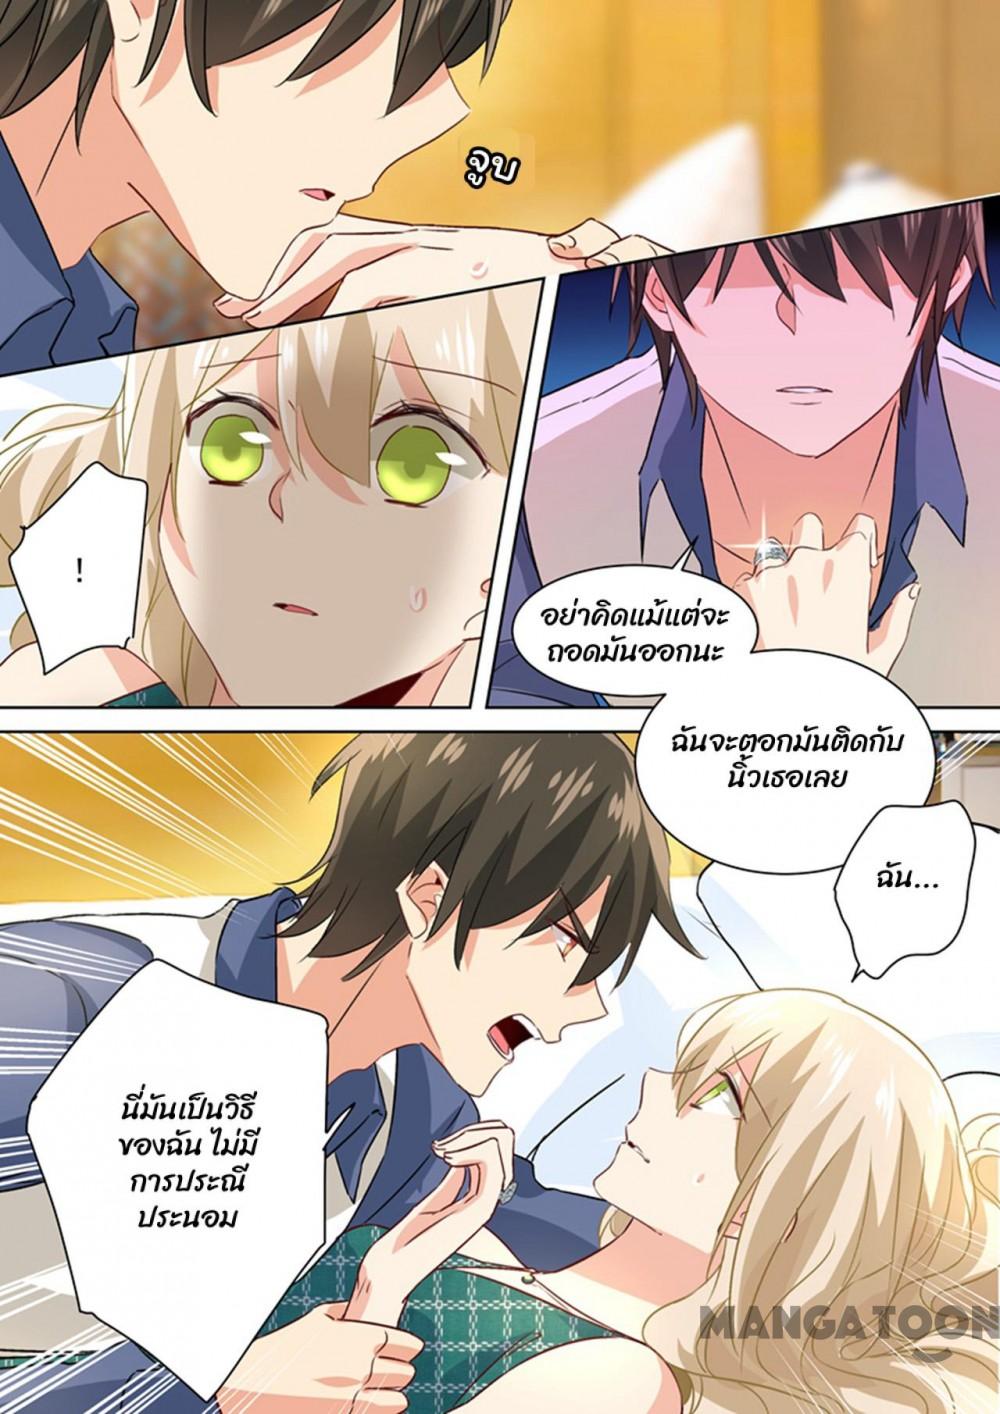 จูบ
!
อย่าคิดแม้แต่จะ
ถอดมันออกนะ
ฉันจะตอกมันติดกับ
นิ้วเธอเลย
ฉัน...
นี่มันเป็นวิธี
ของฉัน ไม่มี
การประณี
ประนอม
MANGATOON